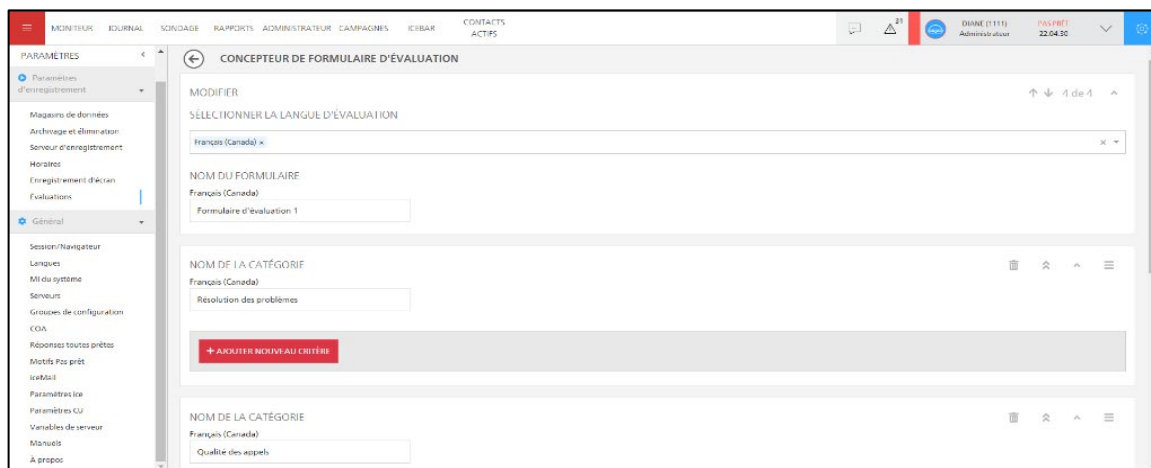 MONITEUR JOURNAL SONDAGE RAPPORTS ADMINISTRATEUR CAMPAGNES ICEBAR CONTACTS ACTIFS
31
DIANE (1111)
Administrateur
PAS PRÊT
22:04:30
PARAMÈTRES
Paramètres d'enregistrement
Magasins de données
Archivage et élimination
Serveur d'enregistrement
Horaires
Enregistrement d'écran
Évaluations
Général
Session/Navigateur
Langues
MI du système
Serveurs
Groupes de configuration
COA
Réponses toutes prêtes
Motifs Pas prêt
iceMail
Paramètres ice
Paramètres CU
Variables de serveur
Manuels
À propos
CONCEPTEUR DE FORMULAIRE D'ÉVALUATION
MODIFIER
4 de 4
SÉLECTIONNER LA LANGUE D'ÉVALUATION
Français (Canada) ×
NOM DU FORMULAIRE
Français (Canada)
Formulaire d'évaluation 1
NOM DE LA CATÉGORIE
Français (Canada)
Résolution des problèmes
+ AJOUTER NOUVEAU CRITÈRE
NOM DE LA CATÉGORIE
Français (Canada)
Qualité des appels